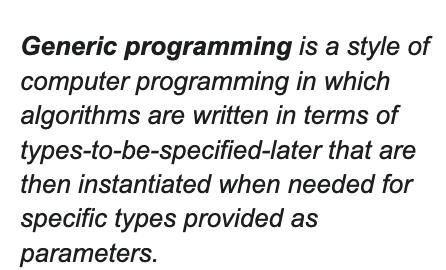 Generic programming is a style of
computer programming in which
algorithms are written in terms of
types-to-be-specified-later that are
then instantiated when needed for
specific types provided as
parameters.